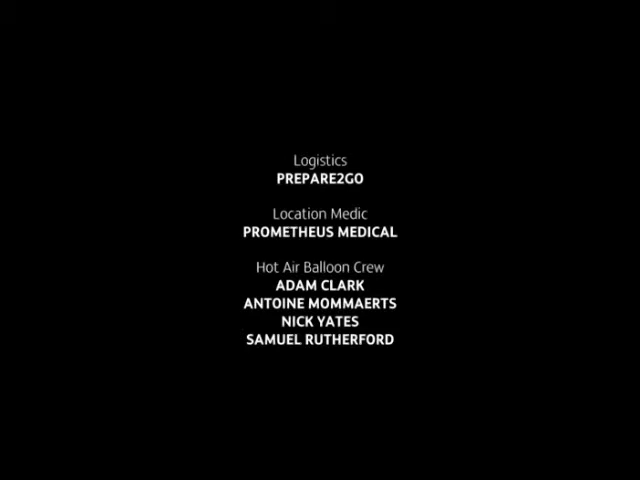 Logistics
PREPARE2GO
Location Medic
PROMETHEUS MEDICAL
Hot Air Balloon Crew
ADAM CLARK
ANTOINE MOMMAERTS
NICK YATES
SAMUEL RUTHERFORD